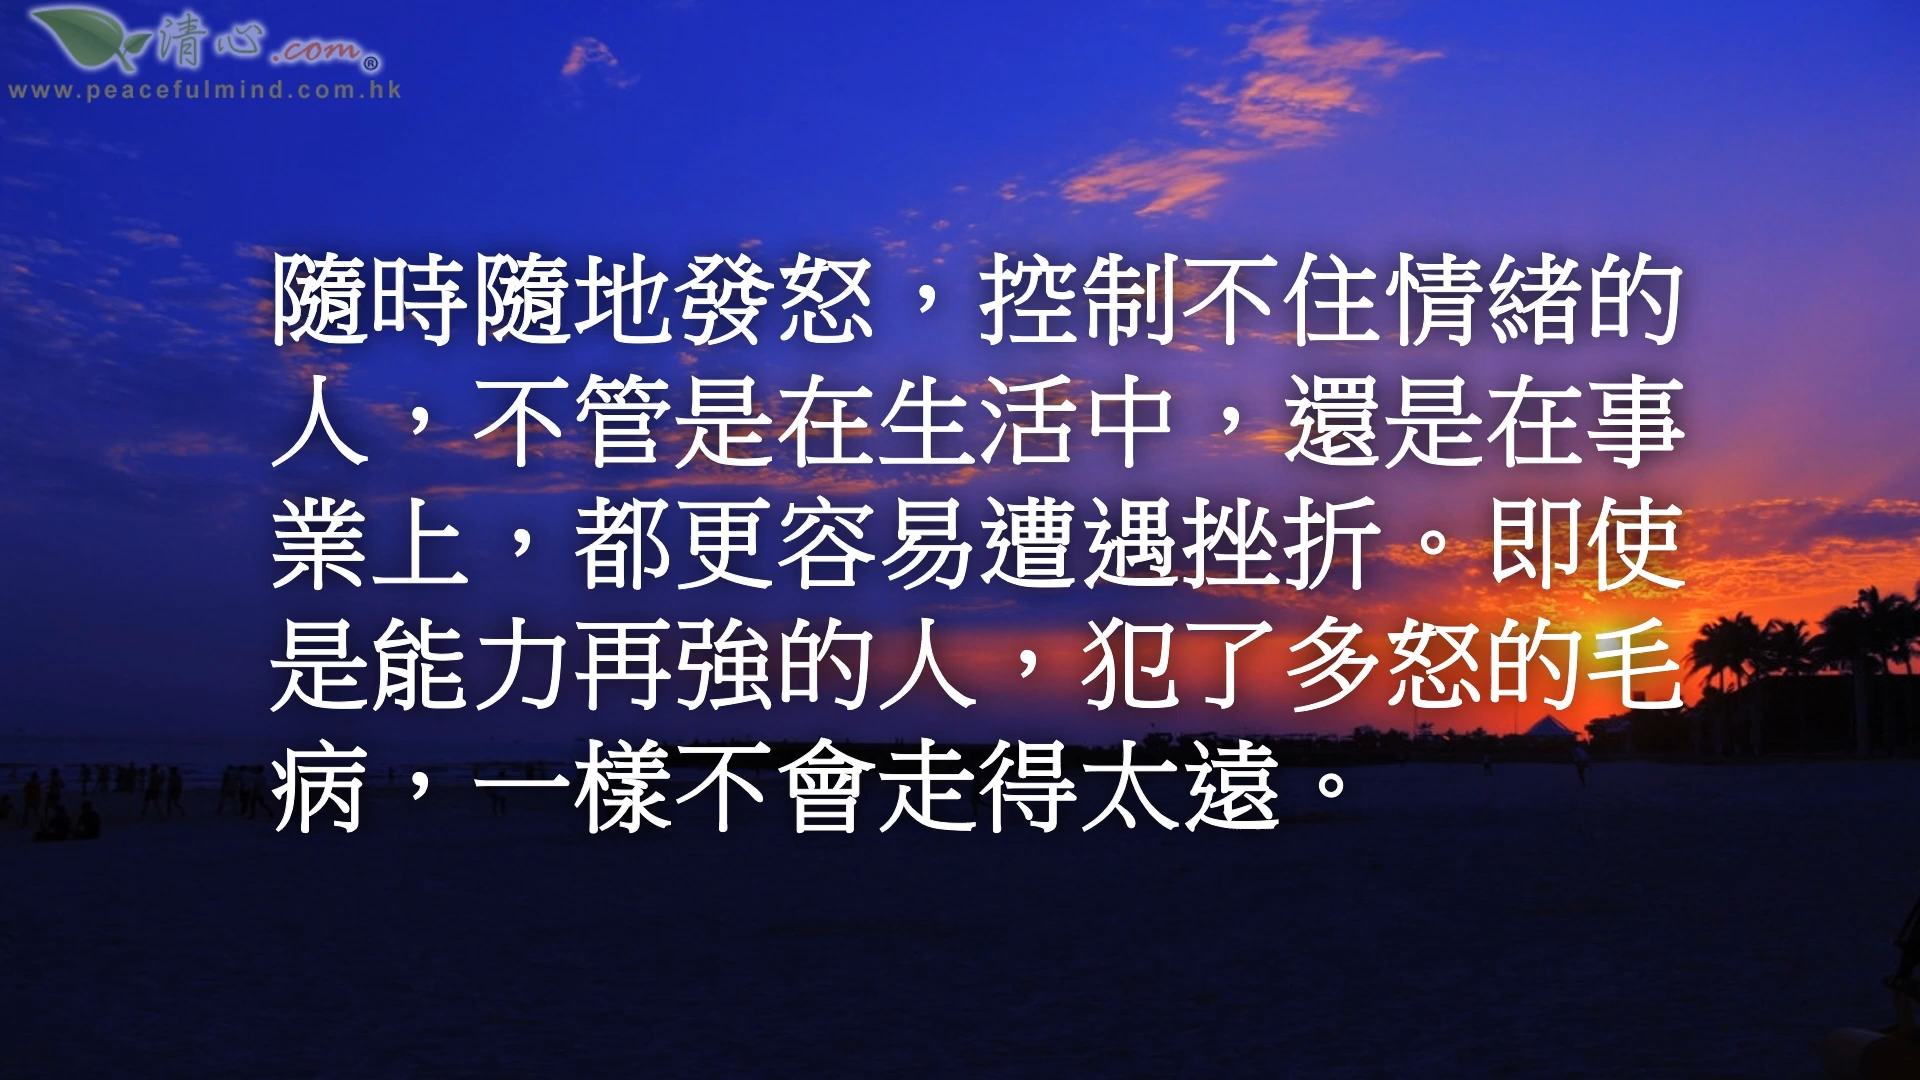 清心.com®
www.peacefulmind.com.hk
隨時隨地發怒，控制不住情緒的
人，不管是在生活中，還是在事
業上，都更容易遭遇挫折。即使
是能力再強的人，犯了多怒的毛
病，一樣不會走得太遠。